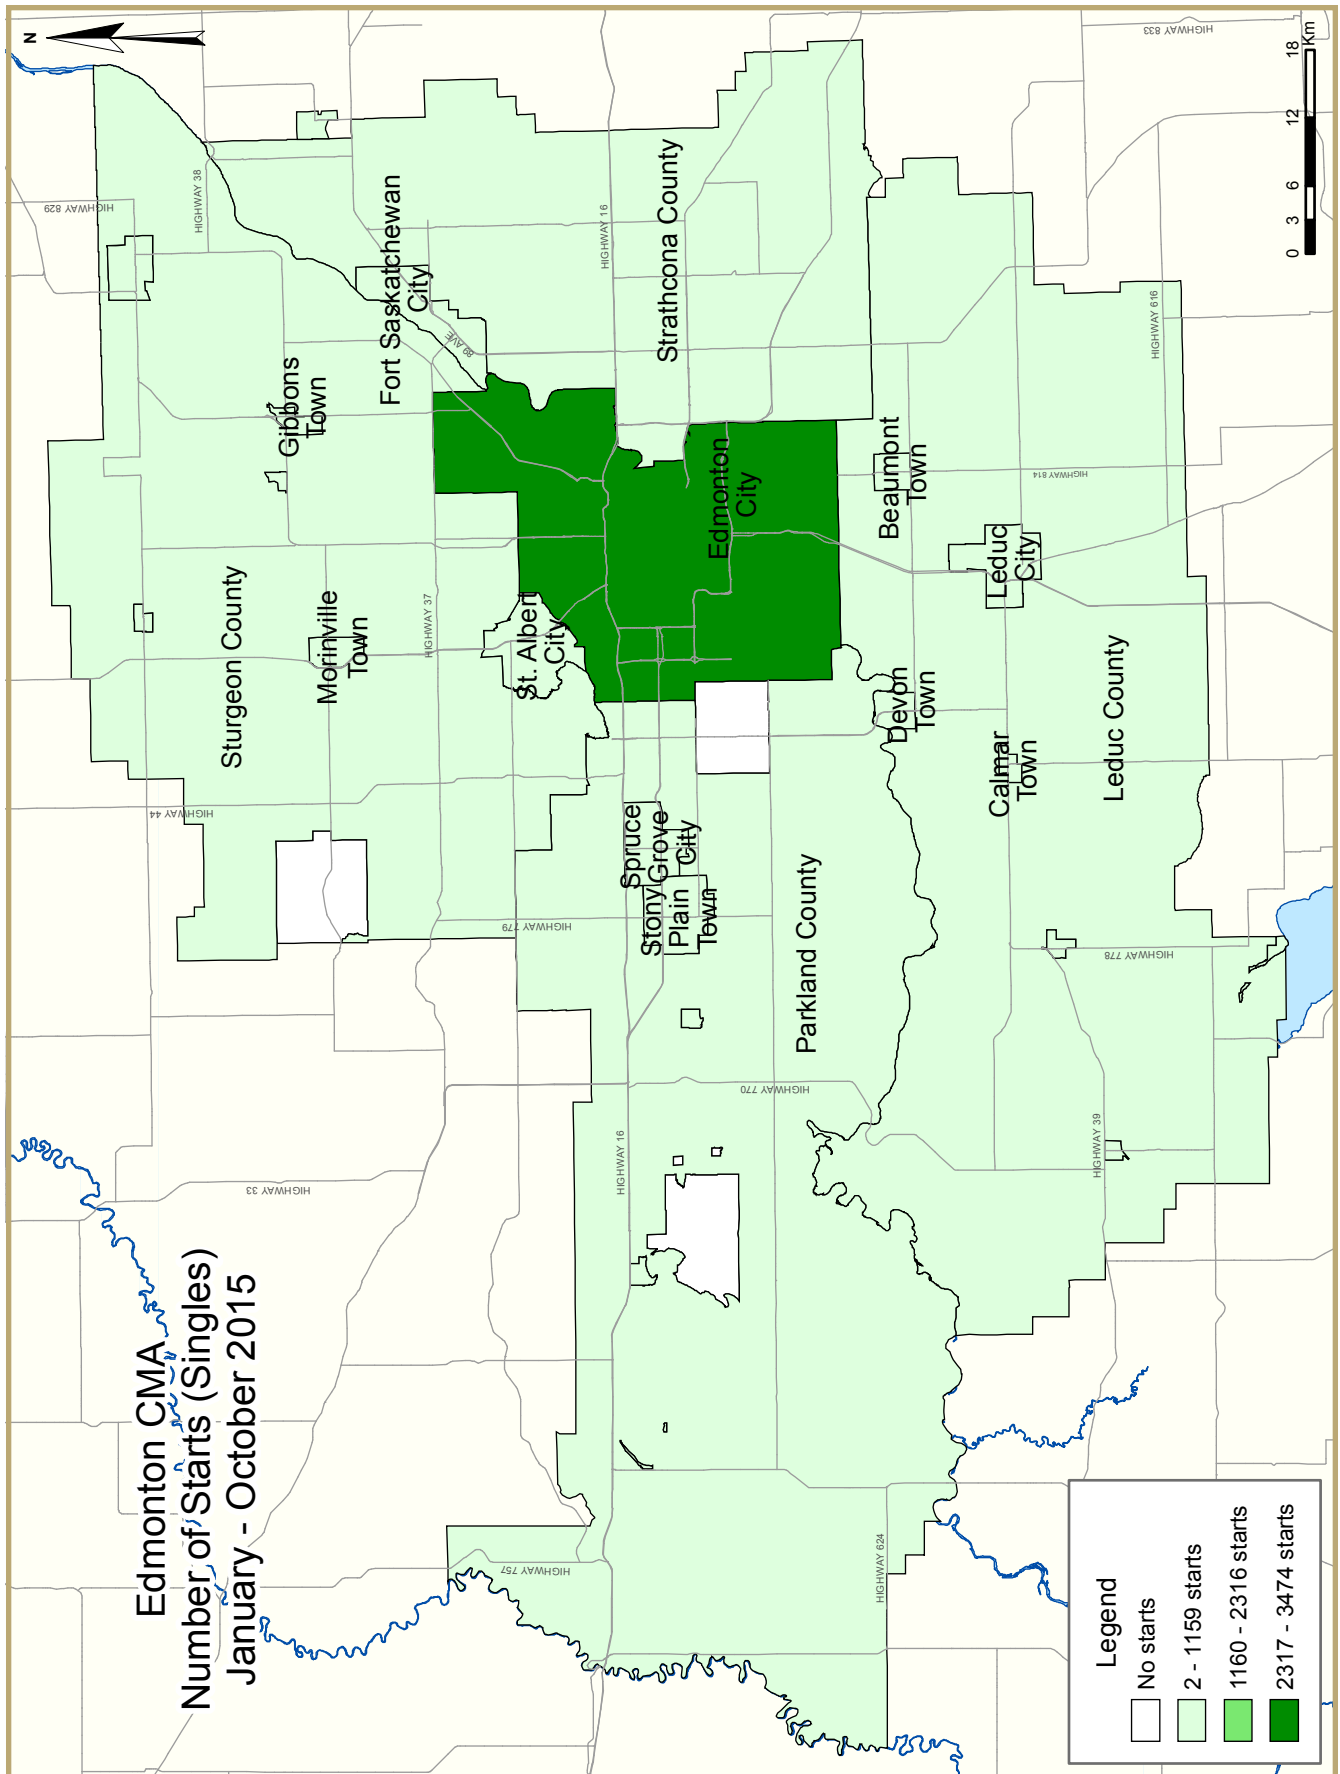 Edmonton CMA
Number of Starts (Singles)
January - October 2015
N
HIGHWAY 757
HIGHWAY 33
HIGHWAY 16
HIGHWAY 770
HIGHWAY 779
HIGHWAY 44
HIGHWAY 37
HIGHWAY 38
HIGHWAY 829
HIGHWAY 16
HIGHWAY 833
89 AVE
Sturgeon County
Morinville
Town
Gibbons
Town
Fort Saskatchewan
City
St. Albert
City
Strathcona County
Edmonton
City
Stony
Plain
Town
Spruce
Grove
City
Parkland County
Beaumont
Town
Leduc
City
Devon
Town
Calmar
Town
Leduc County
HIGHWAY 624
HIGHWAY 39
HIGHWAY 778
HIGHWAY 814
HIGHWAY 616
Legend
No starts
2 - 1159 starts
1160 - 2316 starts
2317 - 3474 starts
0 3 6 12 18
Km